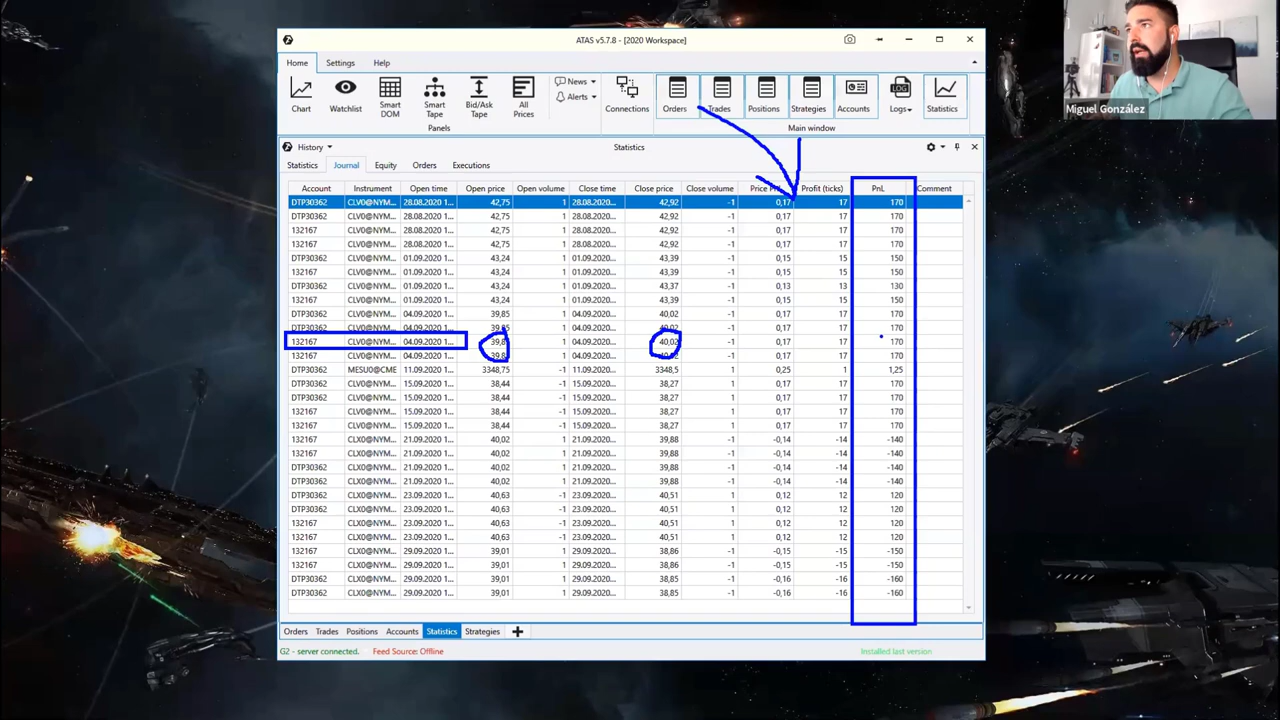 ATAS v5.7.8 - [2020 Workspace]
Home Settings Help
Chart Watchlist Smart DOM Smart Tape Bid/Ask Tape All Prices News Alerts Connections Orders Trades Positions Strategies Accounts Logs Statistics
Panels Main window
Miguel González
History Statistics
Statistics Journal Equity Orders Executions
Account Instrument Open time Open price Open volume Close time Close price Close volume Price Profit (ticks) PnL Comment
DTP30362 CLV0@NYM... 28.08.2020 1... 42,75 1 28.08.2020... 42,92 -1 0,17 17 170
DTP30362 CLV0@NYM... 28.08.2020 1... 42,75 1 28.08.2020... 42,92 -1 0,17 17 170
132167 CLV0@NYM... 28.08.2020 1... 42,75 1 28.08.2020... 42,92 -1 0,17 17 170
132167 CLV0@NYM... 28.08.2020 1... 42,75 1 28.08.2020... 42,92 -1 0,17 17 170
DTP30362 CLV0@NYM... 01.09.2020 1... 43,24 1 01.09.2020... 43,39 -1 0,15 15 150
132167 CLV0@NYM... 01.09.2020 1... 43,24 1 01.09.2020... 43,39 -1 0,15 15 150
DTP30362 CLV0@NYM... 01.09.2020 1... 43,24 1 01.09.2020... 43,37 -1 0,13 13 130
132167 CLV0@NYM... 01.09.2020 1... 43,24 1 01.09.2020... 43,39 -1 0,15 15 150
DTP30362 CLV0@NYM... 04.09.2020 1... 39,85 1 04.09.2020... 40,02 -1 0,17 17 170
DTP30362 CLV0@NYM... 04.09.2020 1... 39,85 1 04.09.2020... 40,02 -1 0,17 17 170
132167 CLV0@NYM... 04.09.2020 1... 39,8 1 04.09.2020... 40,02 -1 0,17 17 170
132167 CLV0@NYM... 04.09.2020 1... 39,8 1 04.09.2020... 40,02 -1 0,17 17 170
DTP30362 MESU0@CME 11.09.2020 1... 3348,75 -1 11.09.2020... 3348,5 1 0,25 1 1,25
132167 CLV0@NYM... 15.09.2020 1... 38,44 -1 15.09.2020... 38,27 1 0,17 17 170
DTP30362 CLV0@NYM... 15.09.2020 1... 38,44 -1 15.09.2020... 38,27 1 0,17 17 170
DTP30362 CLV0@NYM... 15.09.2020 1... 38,44 -1 15.09.2020... 38,27 1 0,17 17 170
132167 CLV0@NYM... 15.09.2020 1... 38,44 -1 15.09.2020... 38,27 1 0,17 17 170
132167 CLX0@NYM... 21.09.2020 1... 40,02 1 21.09.2020... 39,88 -1 -0,14 -14 -140
132167 CLX0@NYM... 21.09.2020 1... 40,02 1 21.09.2020... 39,88 -1 -0,14 -14 -140
DTP30362 CLX0@NYM... 21.09.2020 1... 40,02 1 21.09.2020... 39,88 -1 -0,14 -14 -140
DTP30362 CLX0@NYM... 21.09.2020 1... 40,02 1 21.09.2020... 39,88 -1 -0,14 -14 -140
DTP30362 CLX0@NYM... 23.09.2020 1... 40,63 -1 23.09.2020... 40,51 1 0,12 12 120
DTP30362 CLX0@NYM... 23.09.2020 1... 40,63 -1 23.09.2020... 40,51 1 0,12 12 120
132167 CLX0@NYM... 23.09.2020 1... 40,63 -1 23.09.2020... 40,51 1 0,12 12 120
132167 CLX0@NYM... 23.09.2020 1... 40,63 -1 23.09.2020... 40,51 1 0,12 12 120
132167 CLX0@NYM... 29.09.2020 1... 39,01 1 29.09.2020... 38,86 -1 -0,15 -15 -150
132167 CLX0@NYM... 29.09.2020 1... 39,01 1 29.09.2020... 38,86 -1 -0,15 -15 -150
DTP30362 CLX0@NYM... 29.09.2020 1... 39,01 1 29.09.2020... 38,85 -1 -0,16 -16 -160
DTP30362 CLX0@NYM... 29.09.2020 1... 39,01 1 29.09.2020... 38,85 -1 -0,16 -16 -160
Orders Trades Positions Accounts Statistics Strategies
G2 - server connected. Feed Source: Offline Installed last version